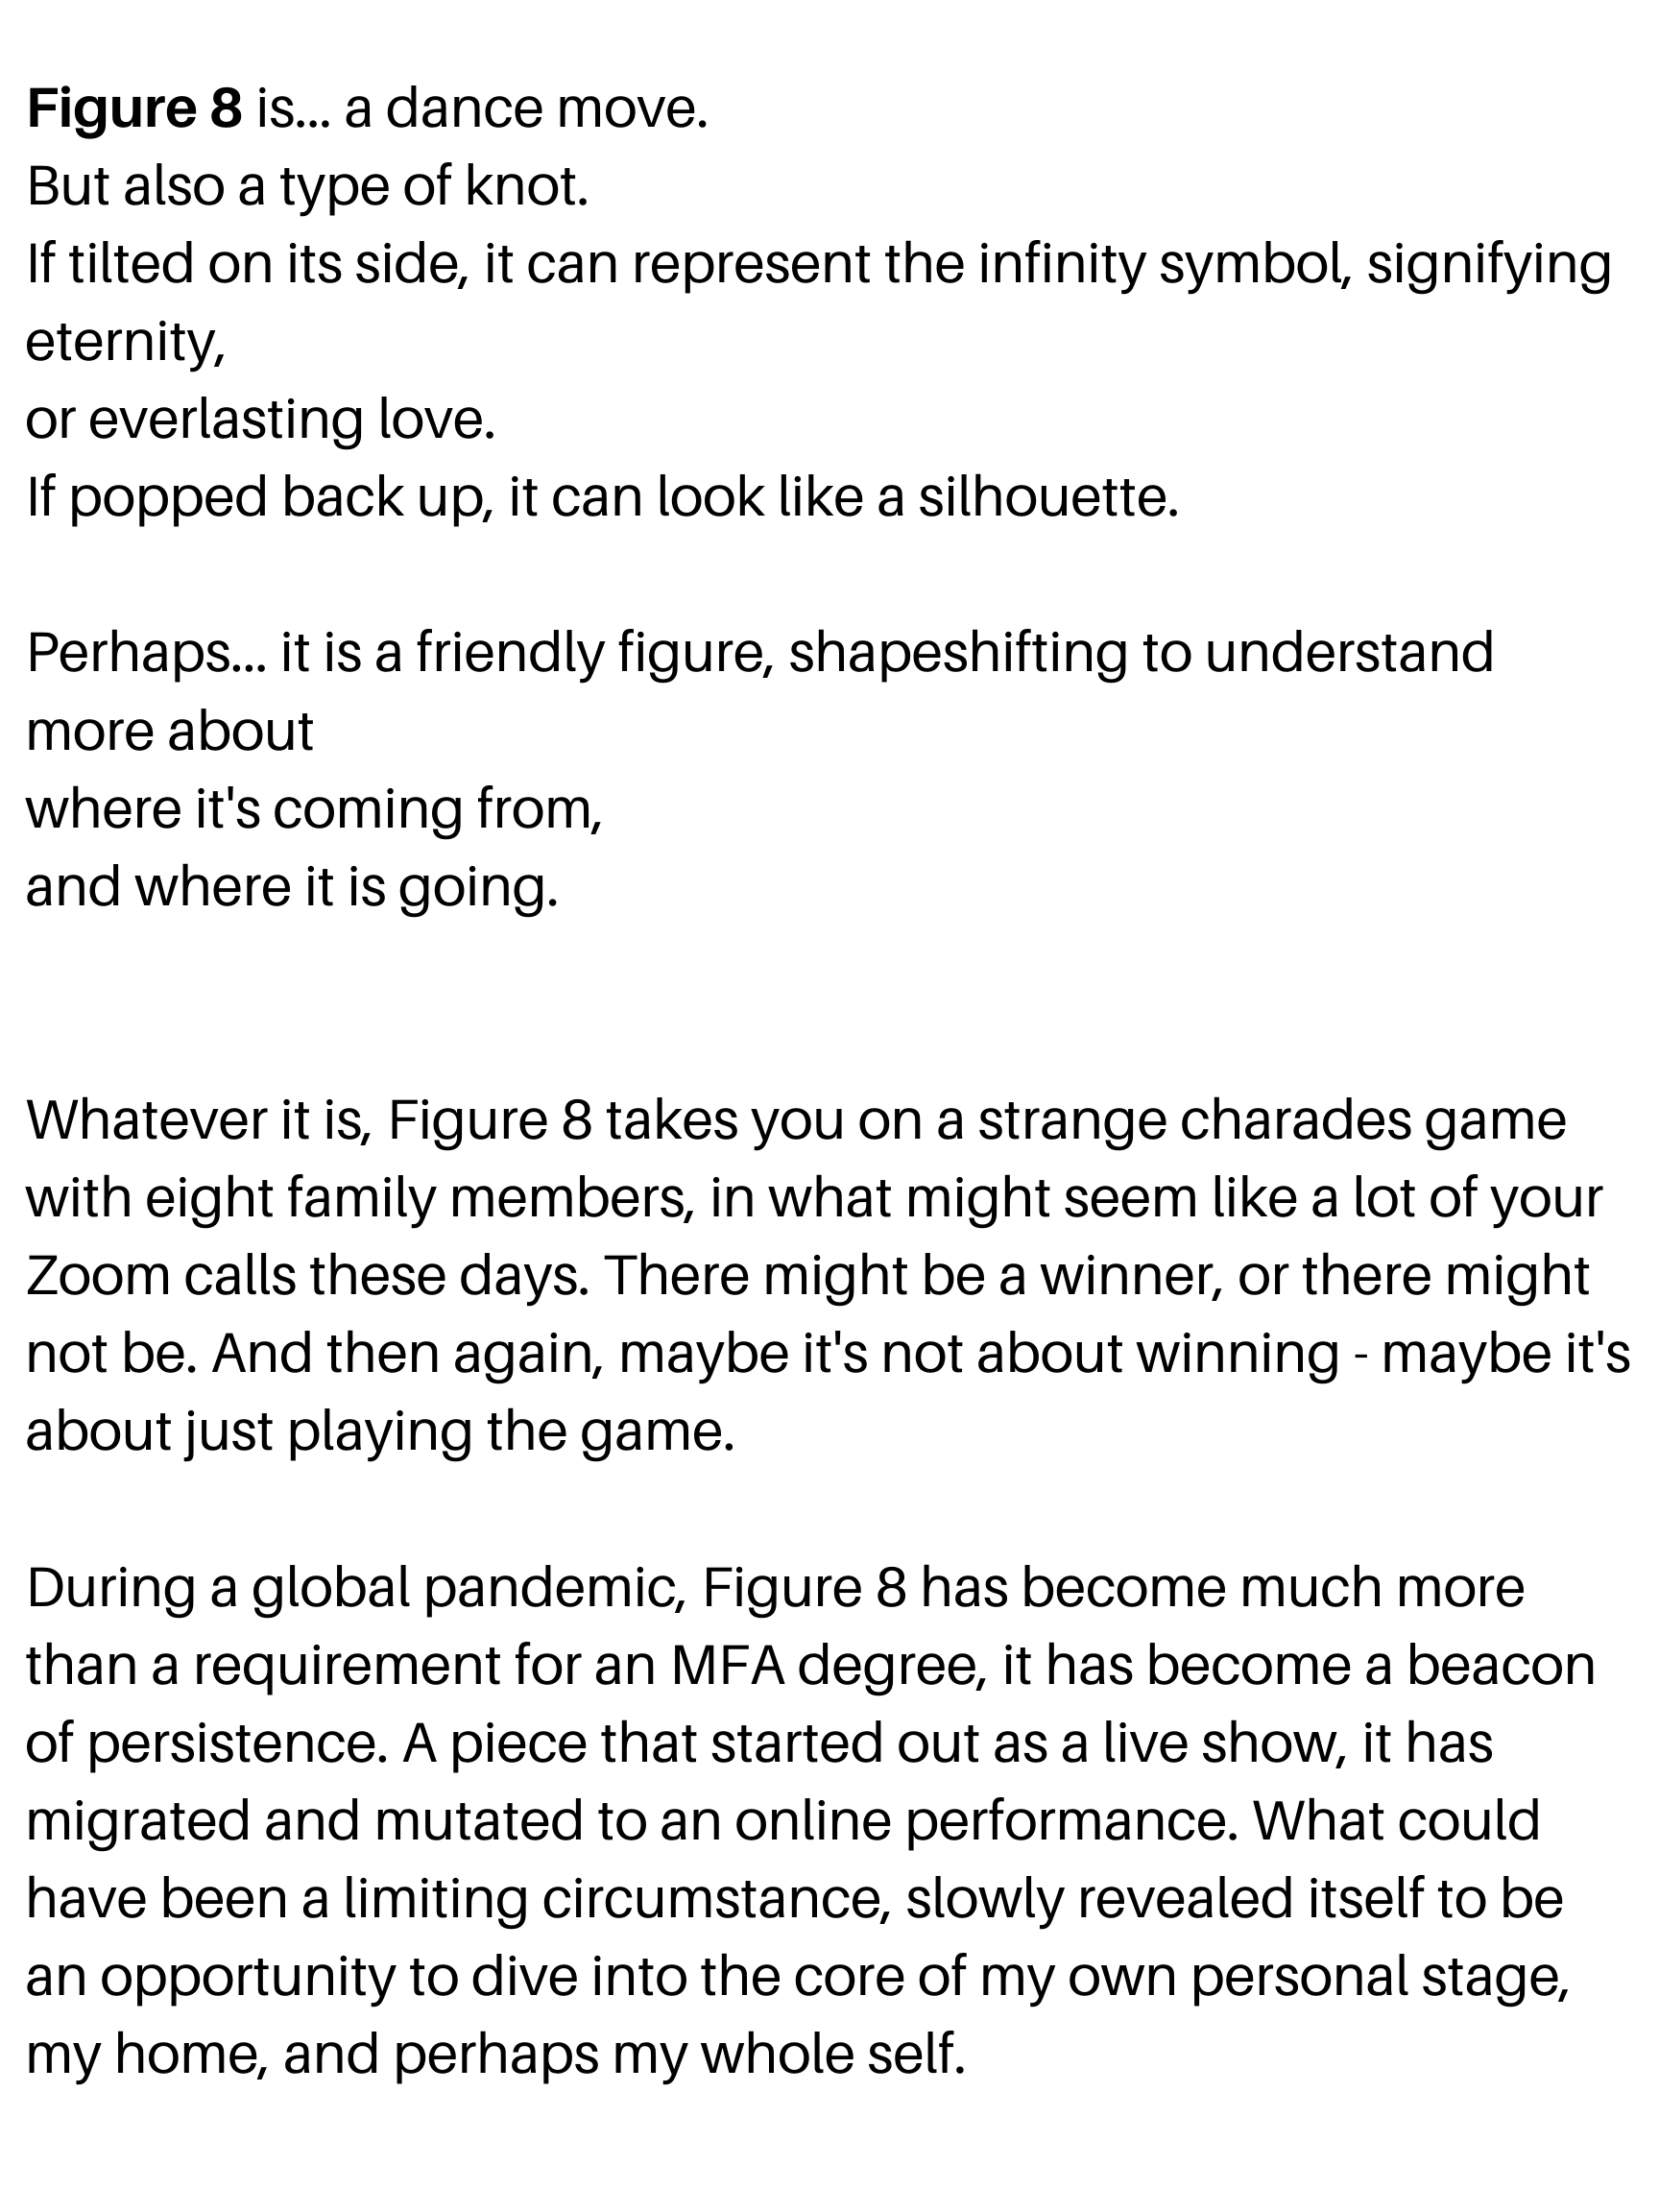 Figure 8 is... a dance move.
But also a type of knot.
If tilted on its side, it can represent the infinity symbol, signifying
eternity,
or everlasting love.
If popped back up, it can look like a silhouette.
Perhaps... it is a friendly figure, shapeshifting to understand
more about
where it's coming from,
and where it is going.
Whatever it is, Figure 8 takes you on a strange charades game
with eight family members, in what might seem like a lot of your
Zoom calls these days. There might be a winner, or there might
not be. And then again, maybe it's not about winning - maybe it's
about just playing the game.
During a global pandemic, Figure 8 has become much more
than a requirement for an MFA degree, it has become a beacon
of persistence. A piece that started out as a live show, it has
migrated and mutated to an online performance. What could
have been a limiting circumstance, slowly revealed itself to be
an opportunity to dive into the core of my own personal stage,
my home, and perhaps my whole self.